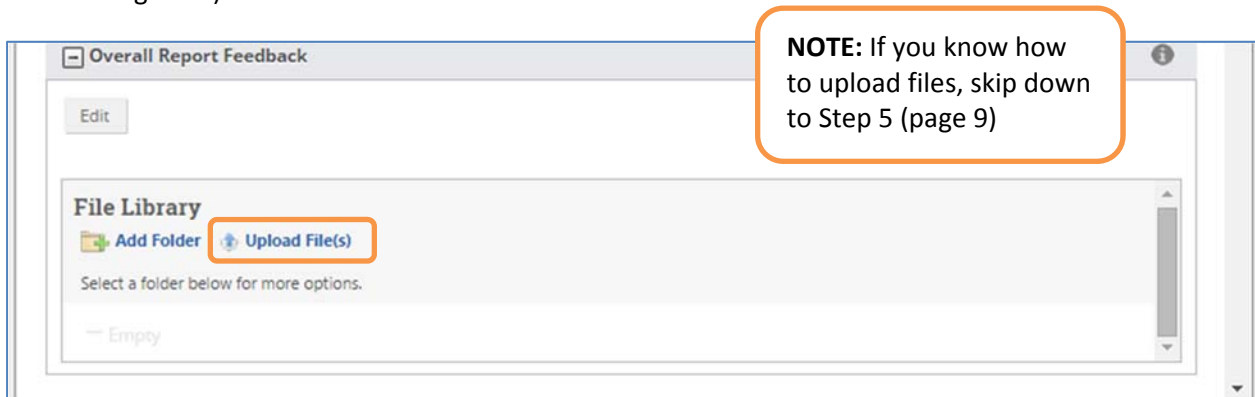 Overall Report Feedback
NOTE: If you know how
to upload files, skip down
to Step 5 (page 9)
Edit
File Library
Add Folder Upload File(s)
Select a folder below for more options.
Empty